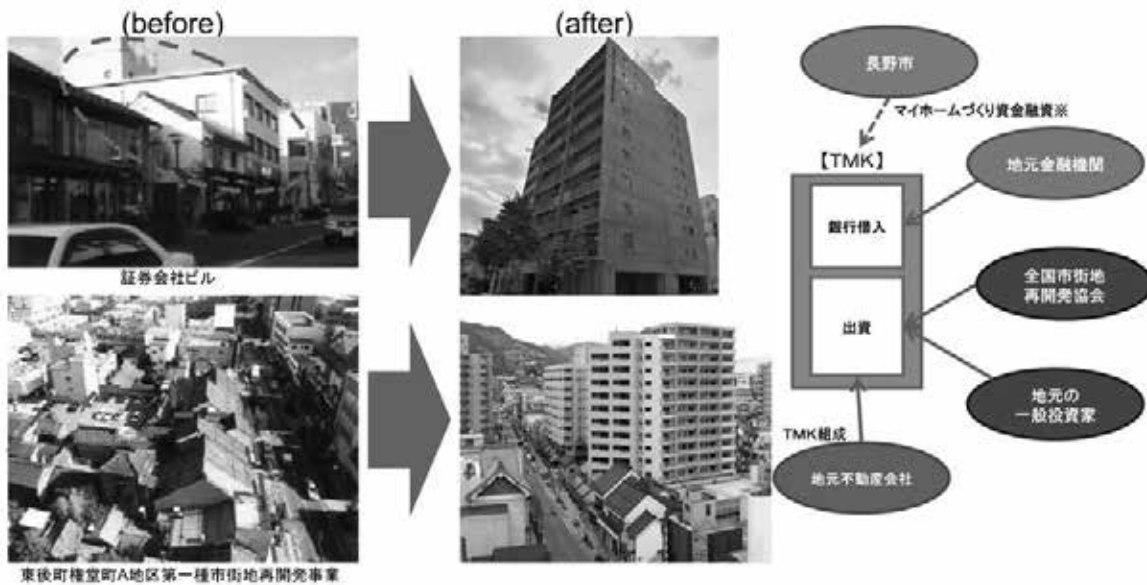 (before)
(after)
証券会社ビル
東後町権堂町A地区第一種市街地再開発事業
長野市
マイホームづくり資金融資※
【TMK】
地元金融機関
銀行借入
全国市街地
再開発協会
出資
地元の
一般投資家
TMK組成
地元不動産会社